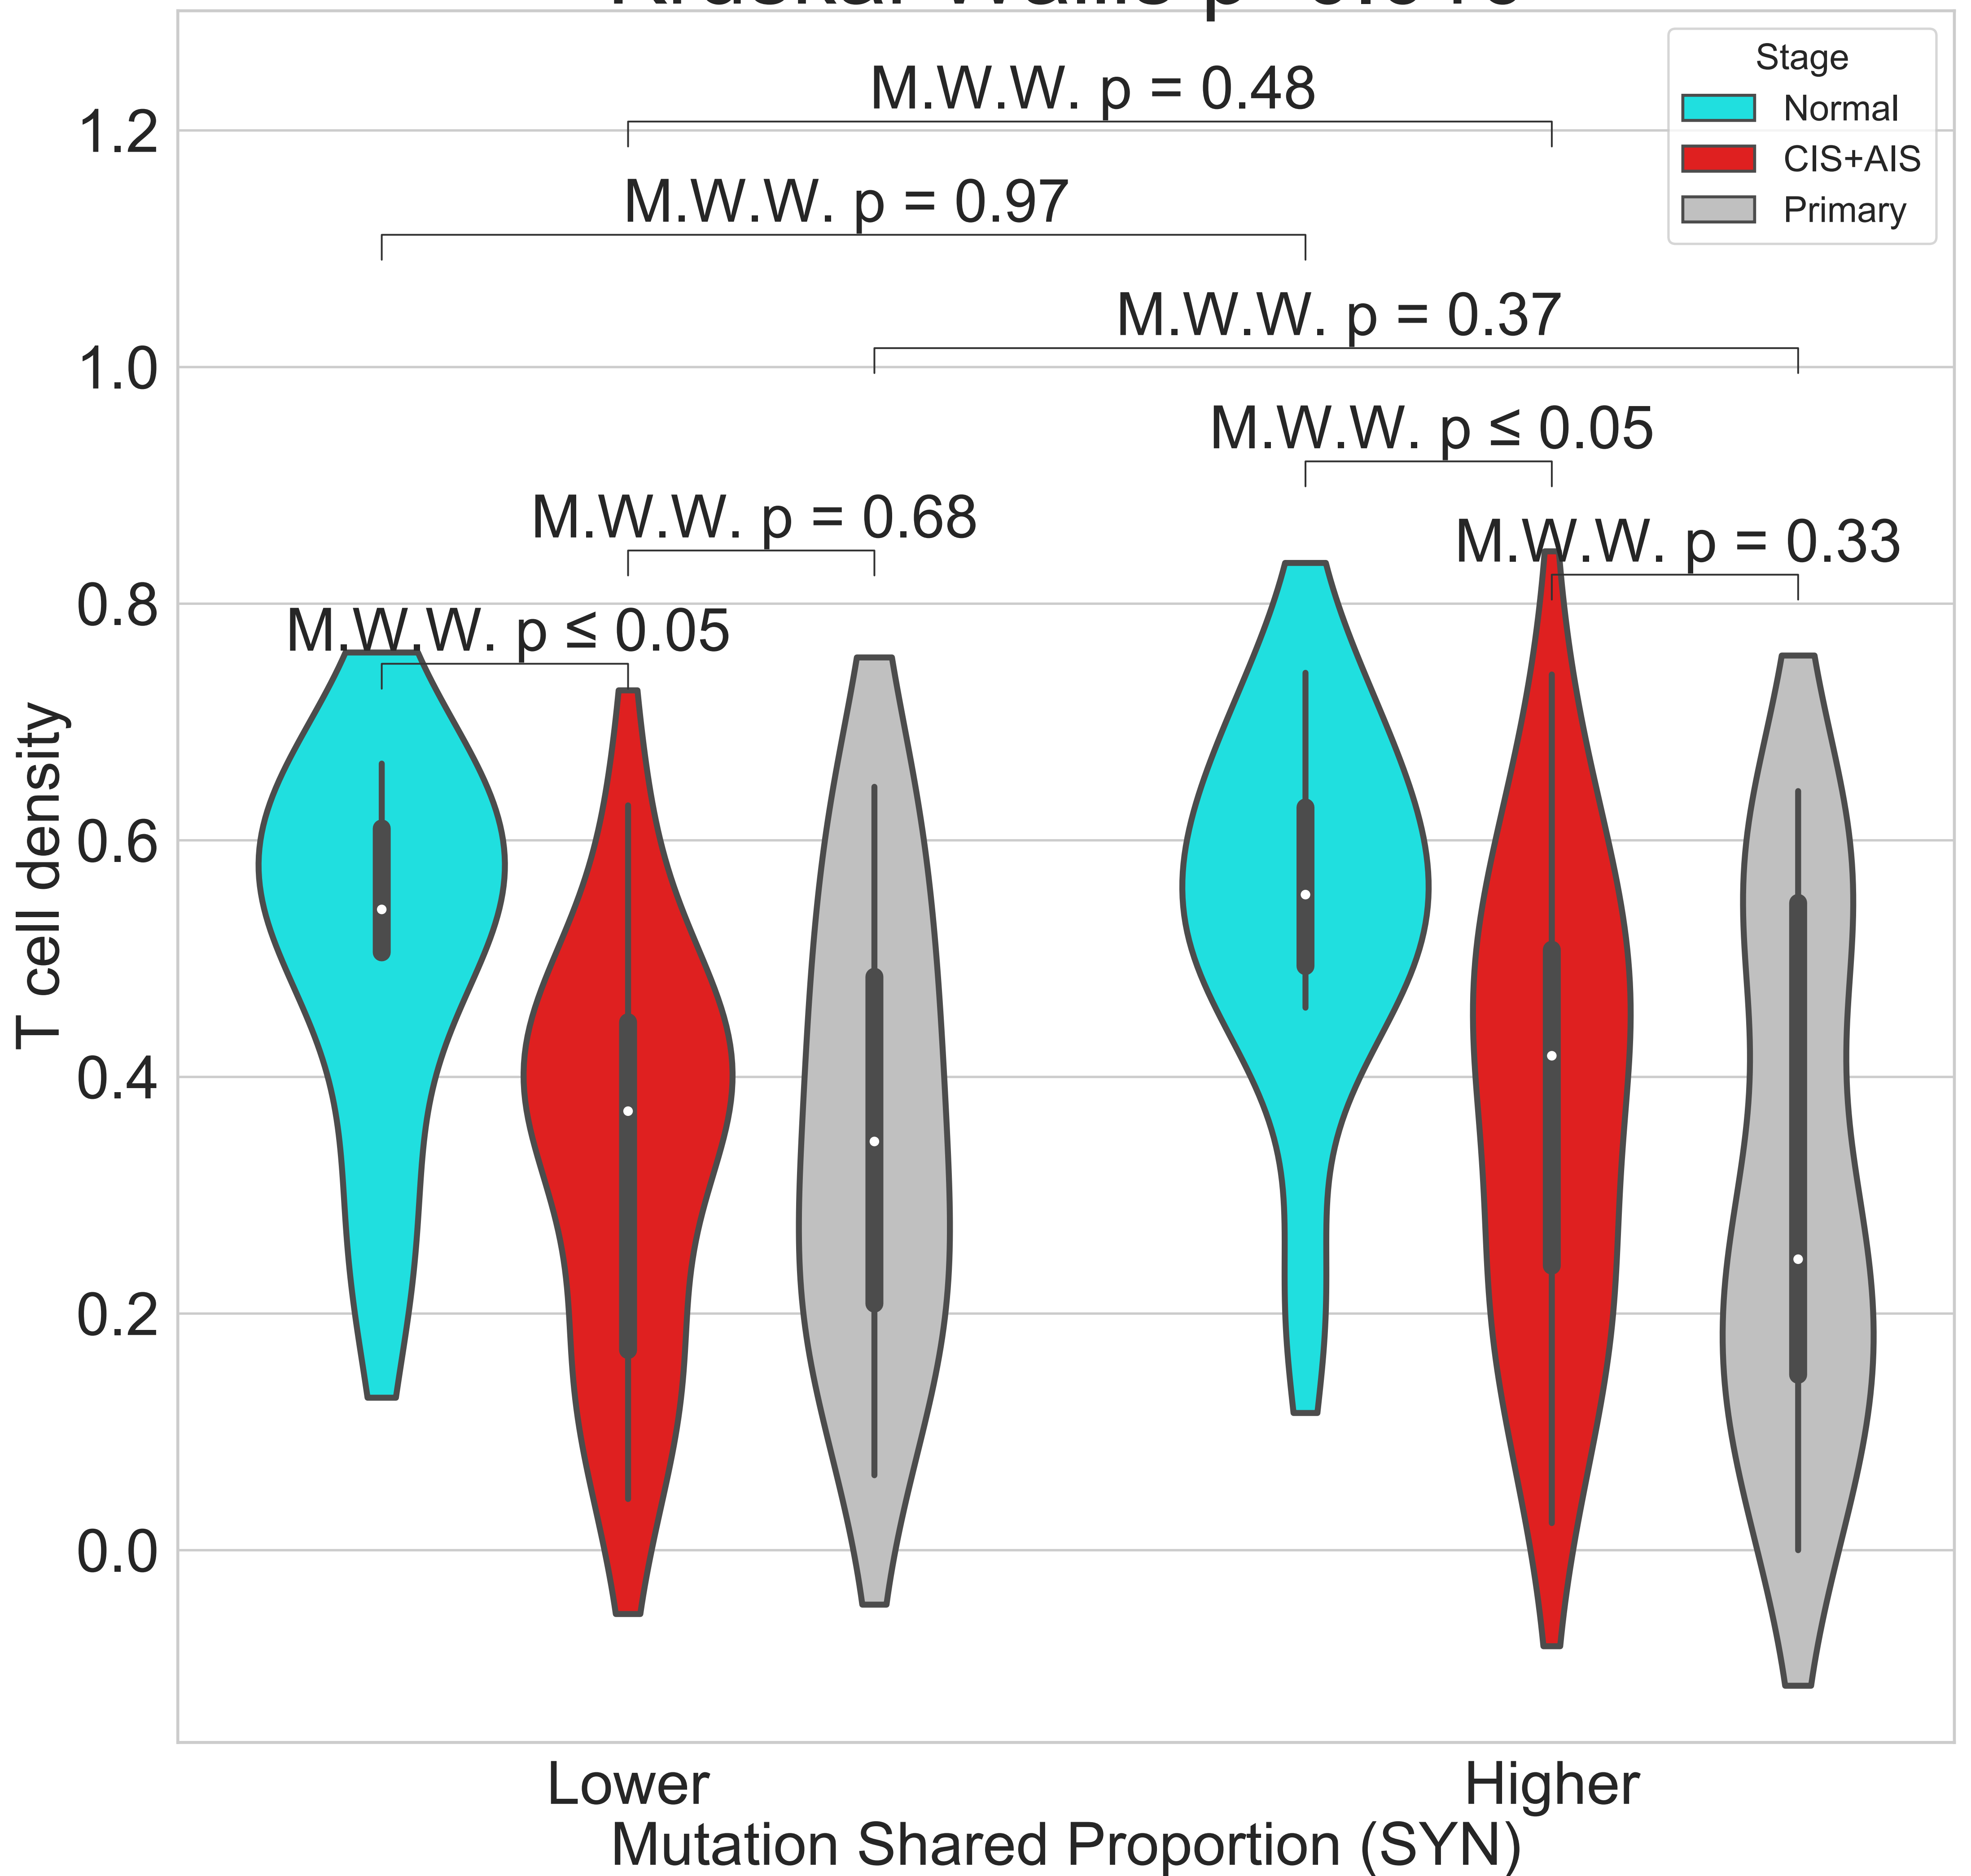 Stage
Normal
CIS+AIS
Primary
M.W.W. p = 0.48
M.W.W. p = 0.97
M.W.W. p = 0.37
M.W.W. p ≤ 0.05
M.W.W. p = 0.68
M.W.W. p = 0.33
M.W.W. p ≤ 0.05
1.2
1.0
0.8
0.6
0.4
0.2
0.0
T cell density
Lower
Higher
Mutation Shared Proportion (SYN)